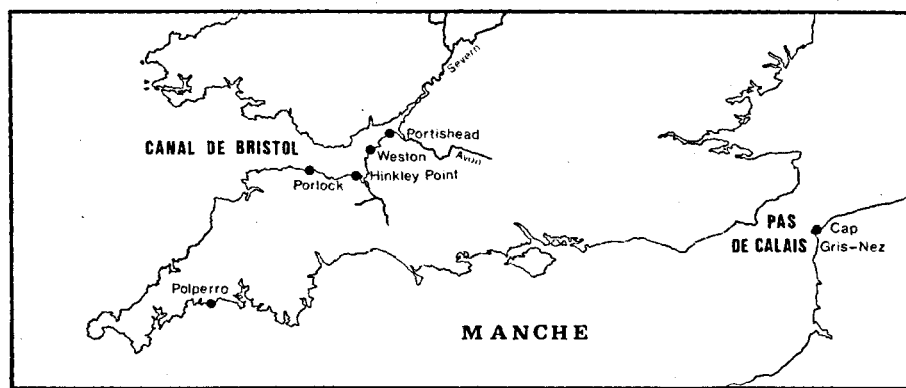 Severn
Portishead
CANAL DE BRISTOL
Weston
Avon
Porlock
Hinkley Point
PAS
DE CALAIS
Cap
Gris-Nez
Polperro
MANCHE